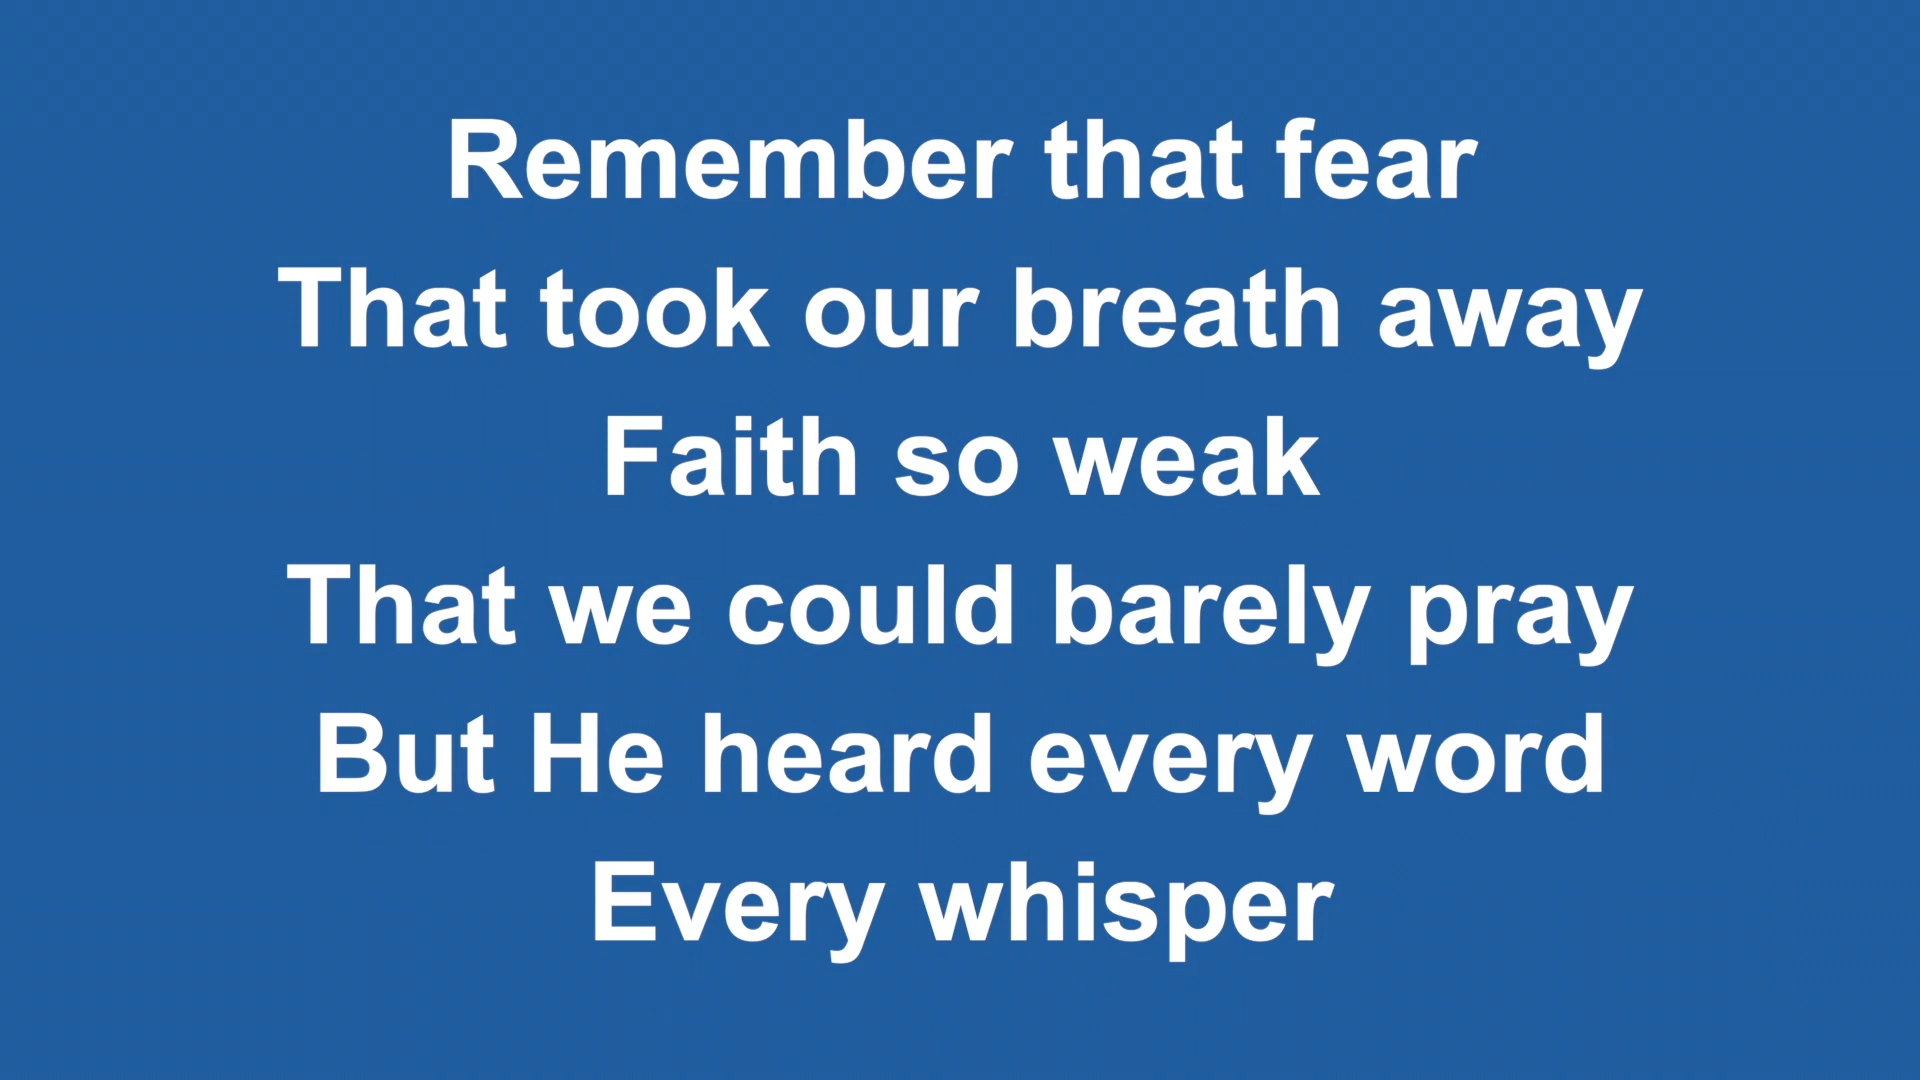 Remember that fear
That took our breath away
Faith so weak
That we could barely pray
But He heard every word
Every whisper